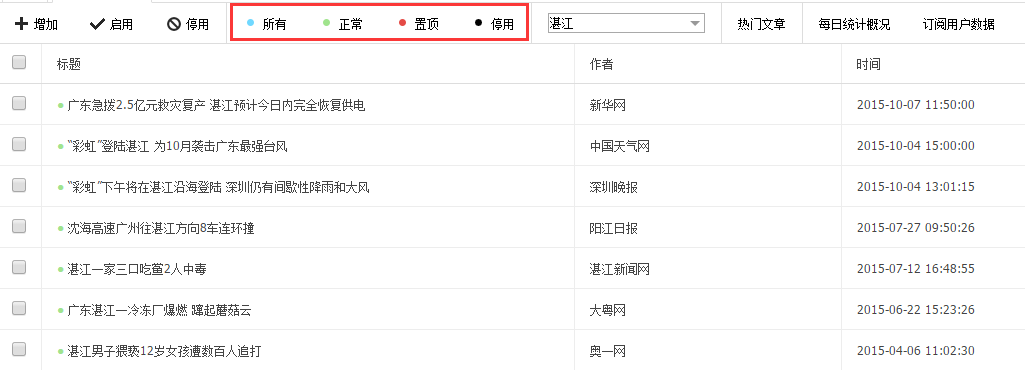 增加 启用 停用 所有 正常 置顶 停用 湛江 热门文章 每日统计概况 订阅用户数据
标题 作者 时间
广东急拨2.5亿元救灾复产 湛江预计今日内完全恢复供电 新华网 2015-10-07 11:50:00
“彩虹”登陆湛江 为10月袭击广东最强台风 中国天气网 2015-10-04 15:00:00
“彩虹”下午将在湛江沿海登陆 深圳仍有间歇性降雨和大风 深圳晚报 2015-10-04 13:01:15
沈海高速广州往湛江方向8车连环撞 阳江日报 2015-07-27 09:50:26
湛江一家三口吃鲎2人中毒 湛江新闻网 2015-07-12 16:48:55
广东湛江一冷冻厂爆燃 蹿起蘑菇云 大粤网 2015-06-22 15:23:26
湛江男子猥亵12岁女孩遭数百人追打 奥一网 2015-04-06 11:02:30